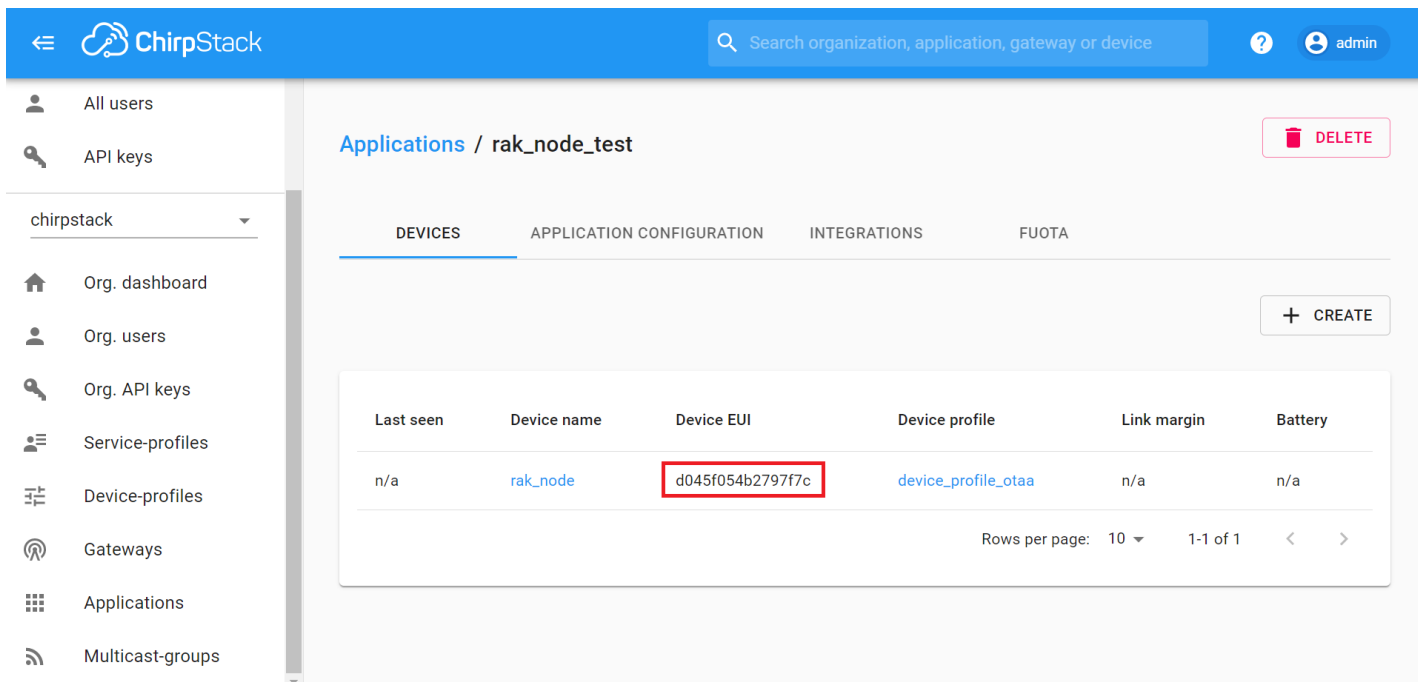 ChirpStack
Search organization, application, gateway or device
? admin
All users
API keys
chirpstack
Org. dashboard
Org. users
Org. API keys
Service-profiles
Device-profiles
Gateways
Applications
Multicast-groups
Applications / rak_node_test
DELETE
DEVICES APPLICATION CONFIGURATION INTEGRATIONS FUOTA
+ CREATE
Last seen Device name Device EUI Device profile Link margin Battery
n/a rak_node d045f054b2797f7c device_profile_otaa n/a n/a
Rows per page: 10 1-1 of 1